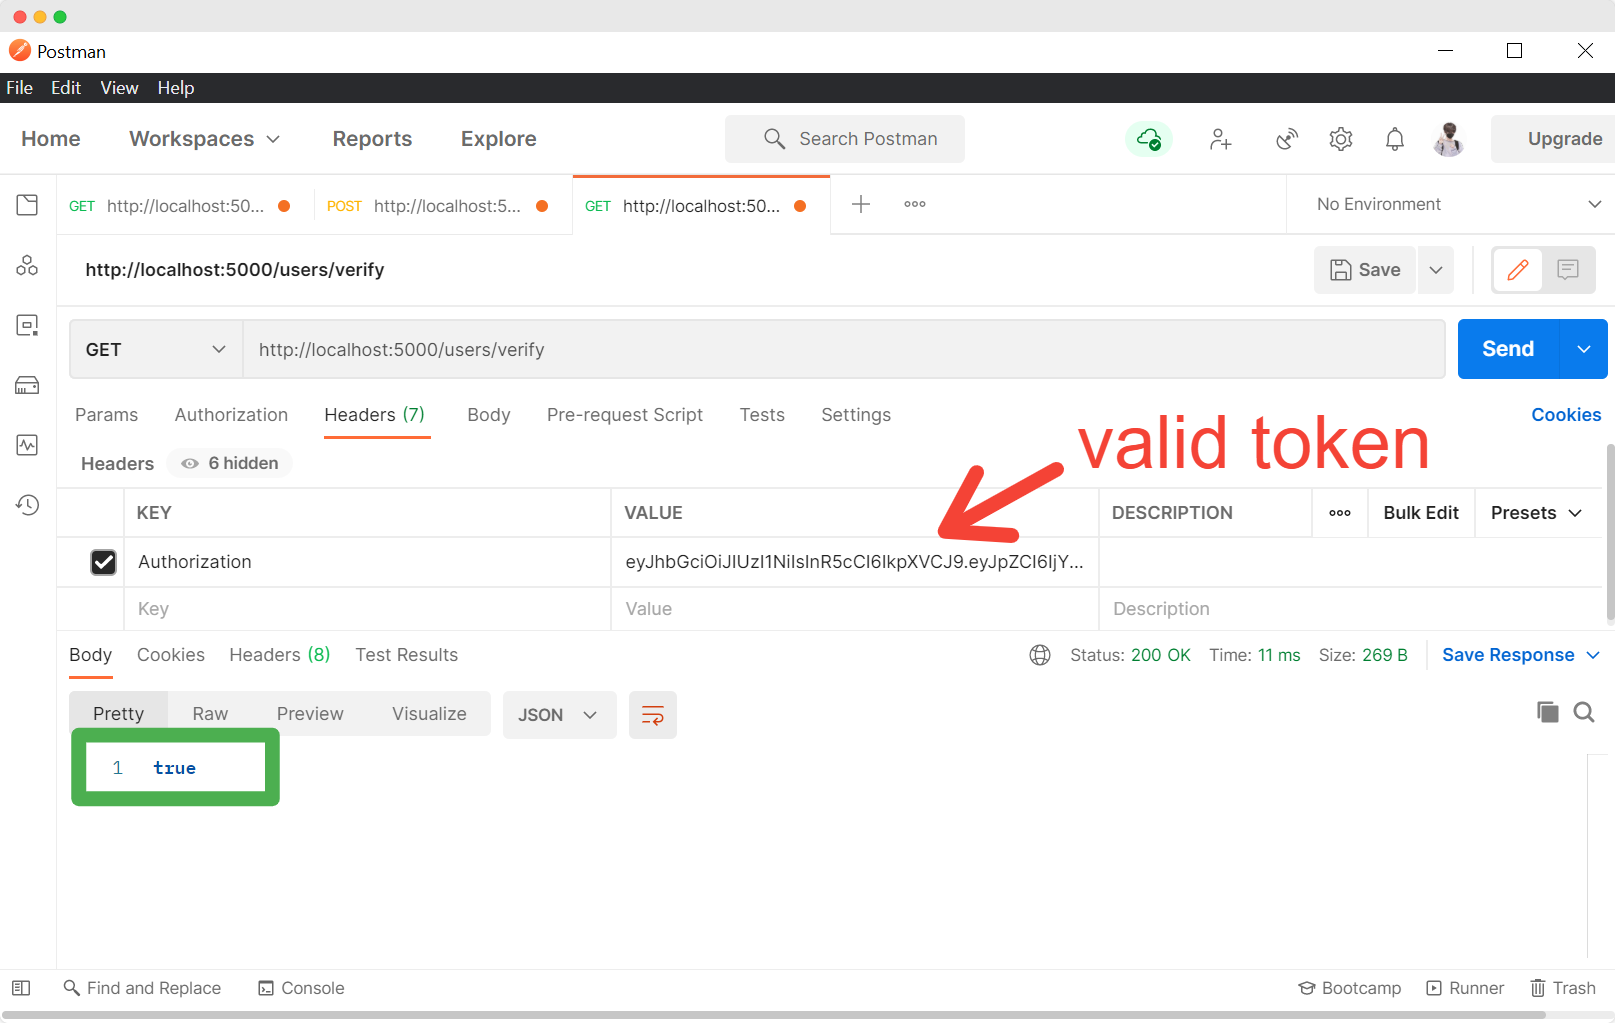 Postman
File Edit View Help
Home Workspaces Reports Explore Search Postman Upgrade
GET http://localhost:50... POST http://localhost:5... GET http://localhost:50... No Environment
http://localhost:5000/users/verify Save
GET http://localhost:5000/users/verify Send
Params Authorization Headers (7) Body Pre-request Script Tests Settings Cookies
valid token
Headers 6 hidden
KEY VALUE DESCRIPTION Bulk Edit Presets
Authorization eyJhbGciOiJIUzI1NiIsInR5cCI6IkpXVCJ9.eyJpZCI6IjY...
Key Value Description
Body Cookies Headers (8) Test Results Status: 200 OK Time: 11 ms Size: 269 B Save Response
Pretty Raw Preview Visualize JSON
1 true
Find and Replace Console Bootcamp Runner Trash